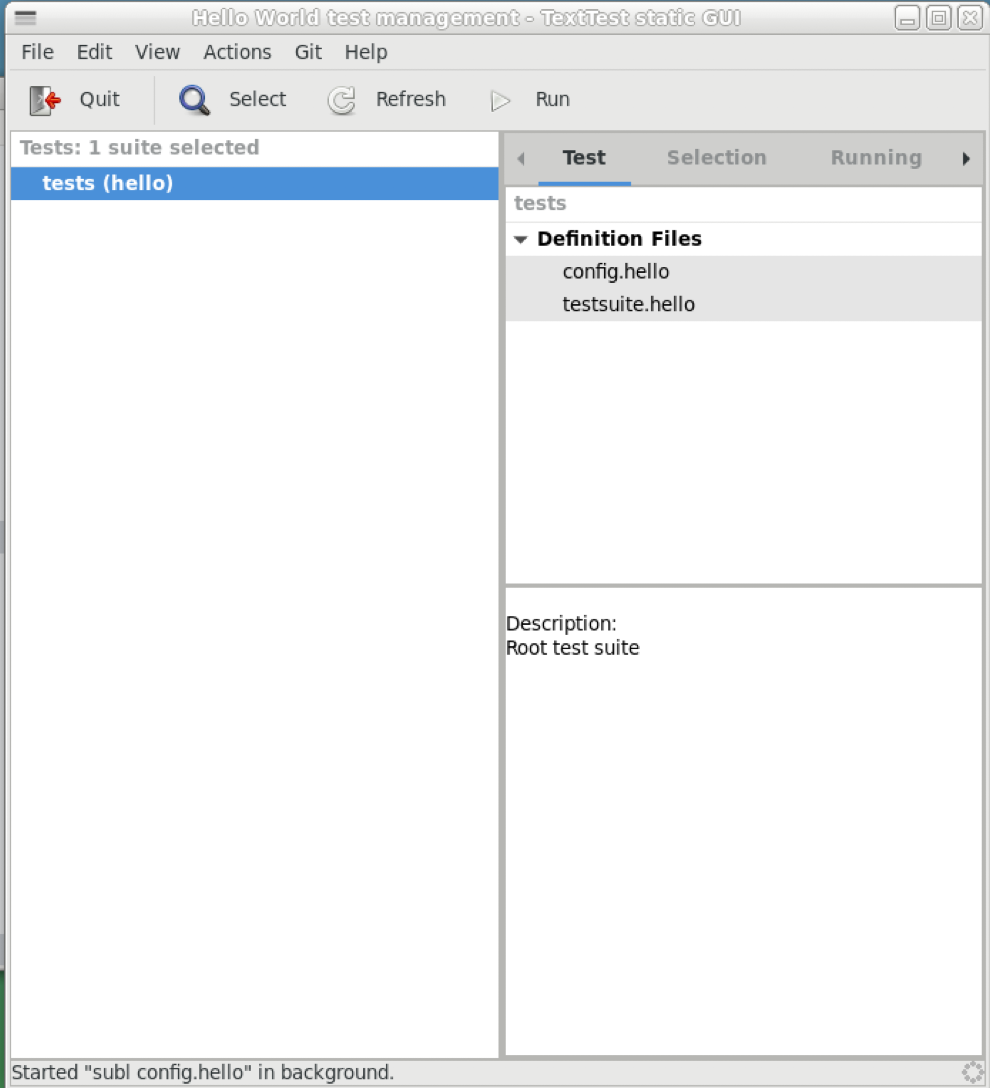 Hello World test management - TextTest static GUI
File Edit View Actions Git Help
Quit Select Refresh Run
Tests: 1 suite selected
tests (hello)
Test Selection Running
tests
Definition Files
config.hello
testsuite.hello
Description:
Root test suite
Started "subl config.hello" in background.